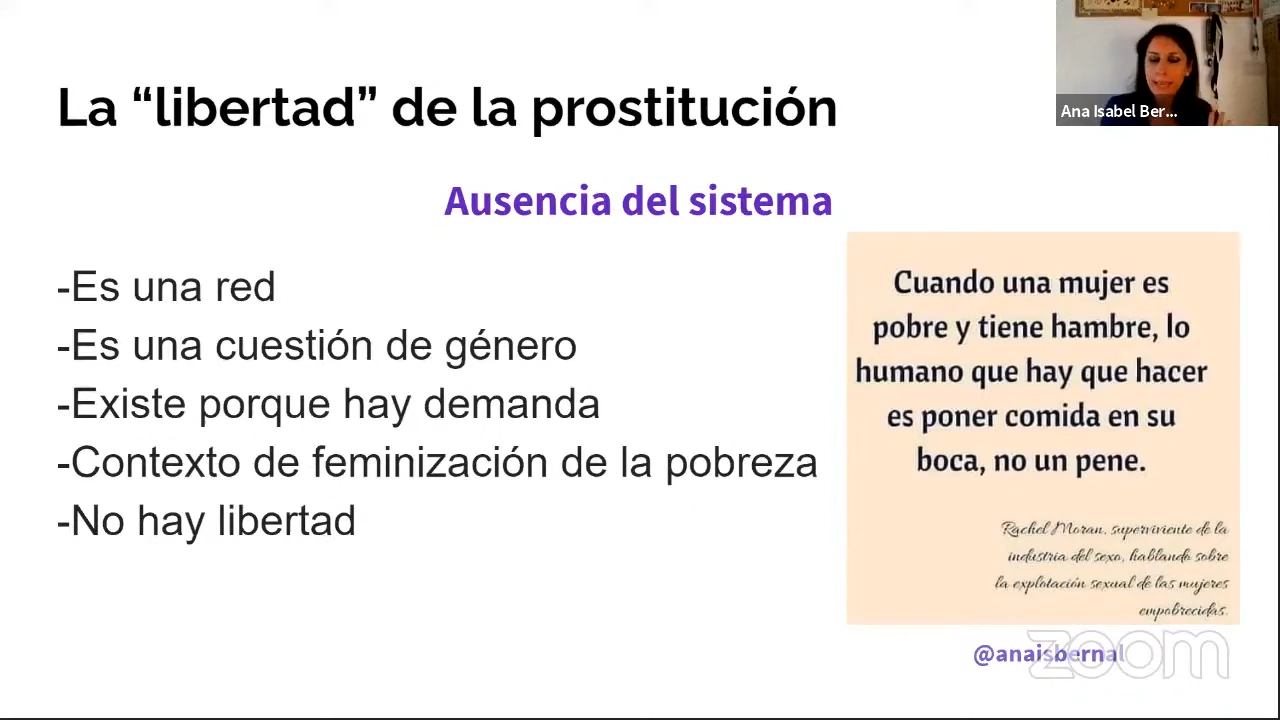 La “libertad” de la prostitución
Ana Isabel Ber...
Ausencia del sistema
-Es una red
-Es una cuestión de género
-Existe porque hay demanda
-Contexto de feminización de la pobreza
-No hay libertad
Cuando una mujer es
pobre y tiene hambre, lo
humano que hay que hacer
es poner comida en su
boca, no un pene.
Rachel Moran, superviviente de la
industria del sexo, hablando sobre
la explotación sexual de las mujeres
empobrecidas.
@anaisbernal
zoom